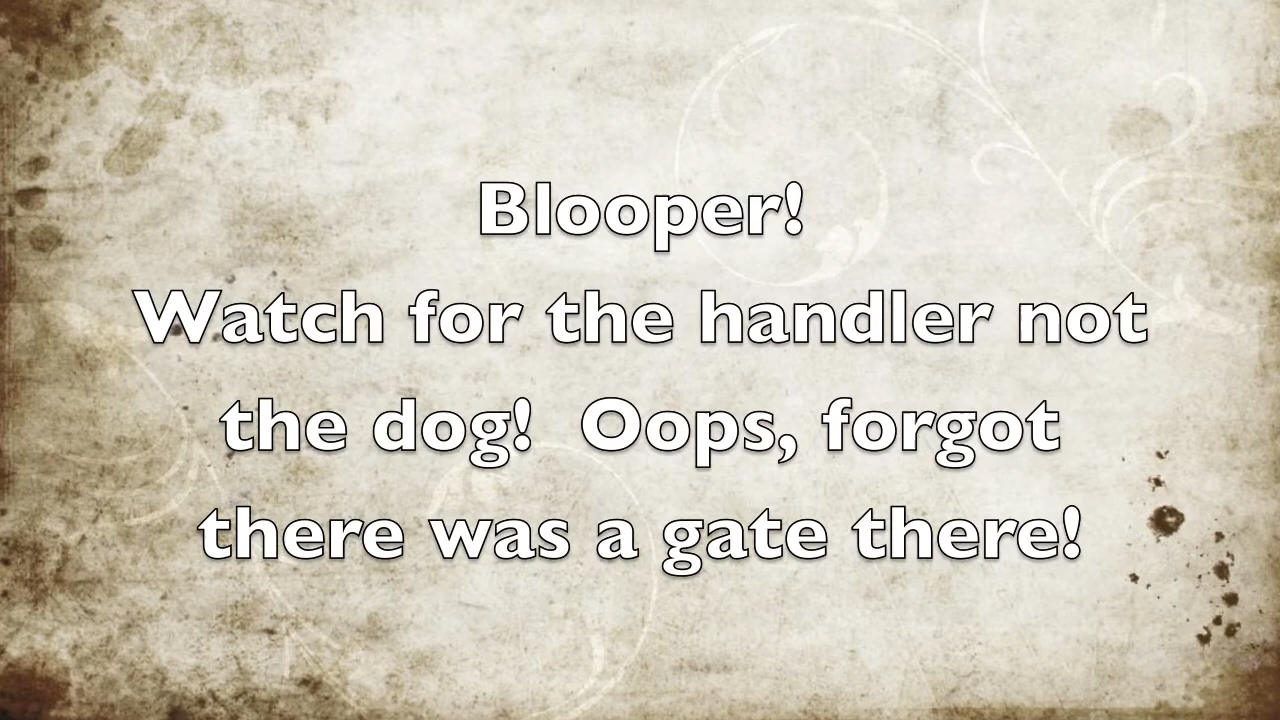 Blooper!
Watch for the handler not
the dog!  Oops, forgot
there was a gate there!